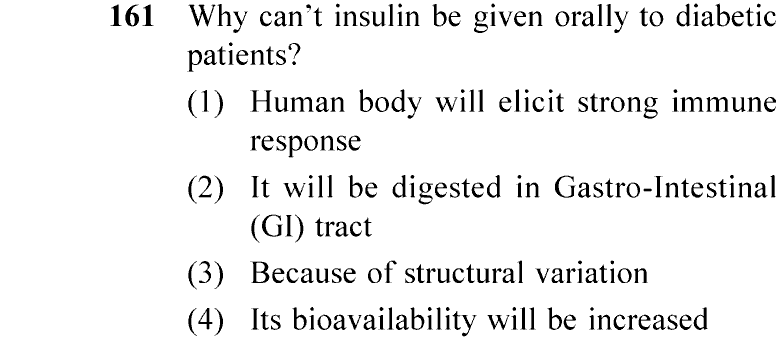 161 Why can't insulin be given orally to diabetic
patients?
(1) Human body will elicit strong immune
response
(2) It will be digested in Gastro-Intestinal
(GI) tract
(3) Because of structural variation
(4) Its bioavailability will be increased